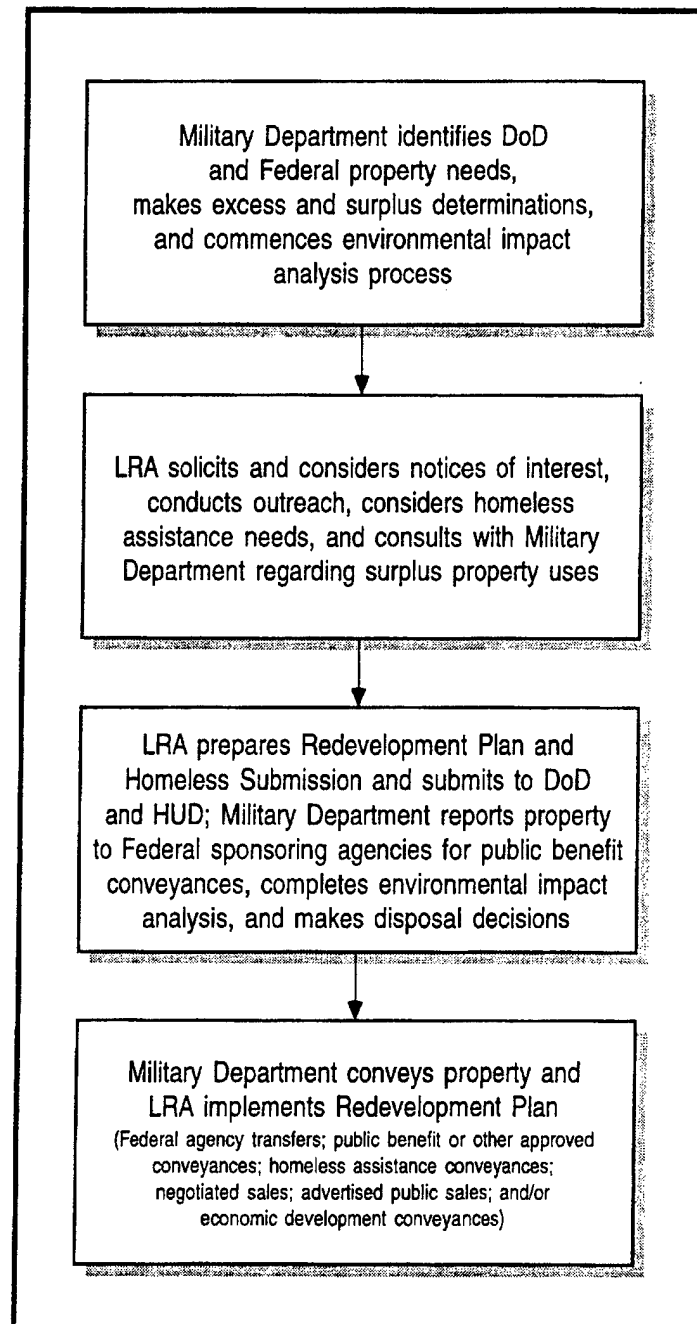 Military Department identifies DoD
and Federal property needs,
makes excess and surplus determinations,
and commences environmental impact
analysis process
LRA solicits and considers notices of interest,
conducts outreach, considers homeless
assistance needs, and consults with Military
Department regarding surplus property uses
LRA prepares Redevelopment Plan and
Homeless Submission and submits to DoD
and HUD; Military Department reports property
to Federal sponsoring agencies for public benefit
conveyances, completes environmental impact
analysis, and makes disposal decisions
Military Department conveys property and
LRA implements Redevelopment Plan
(Federal agency transfers; public benefit or other approved
conveyances; homeless assistance conveyances;
negotiated sales; advertised public sales; and/or
economic development conveyances)